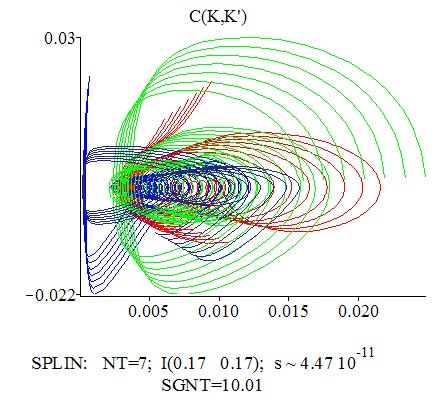 C(K,K')
0.03
−0.022
0.005 0.010 0.015 0.020
SPLIN: NT=7; I(0.17 0.17); s ~ 4.47 10⁻¹¹
SGNT=10.01